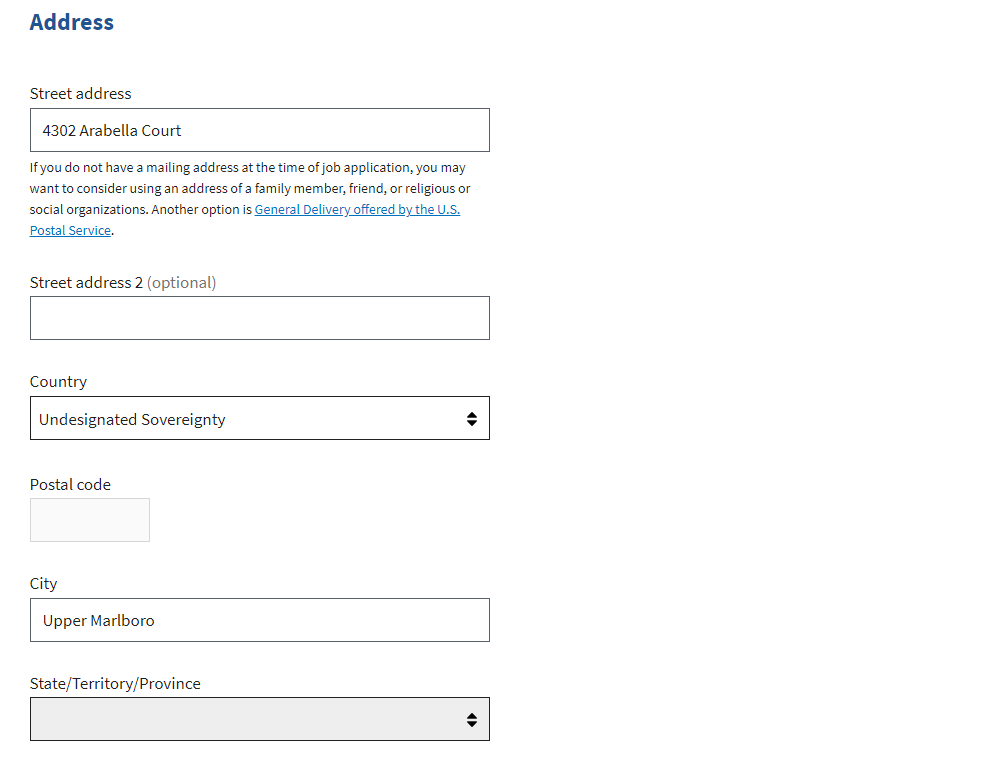 Address
Street address
4302 Arabella Court
If you do not have a mailing address at the time of job application, you may
want to consider using an address of a family member, friend, or religious or
social organizations. Another option is General Delivery offered by the U.S.
Postal Service.
Street address 2 (optional)
Country
Undesignated Sovereignty
Postal code
City
Upper Marlboro
State/Territory/Province